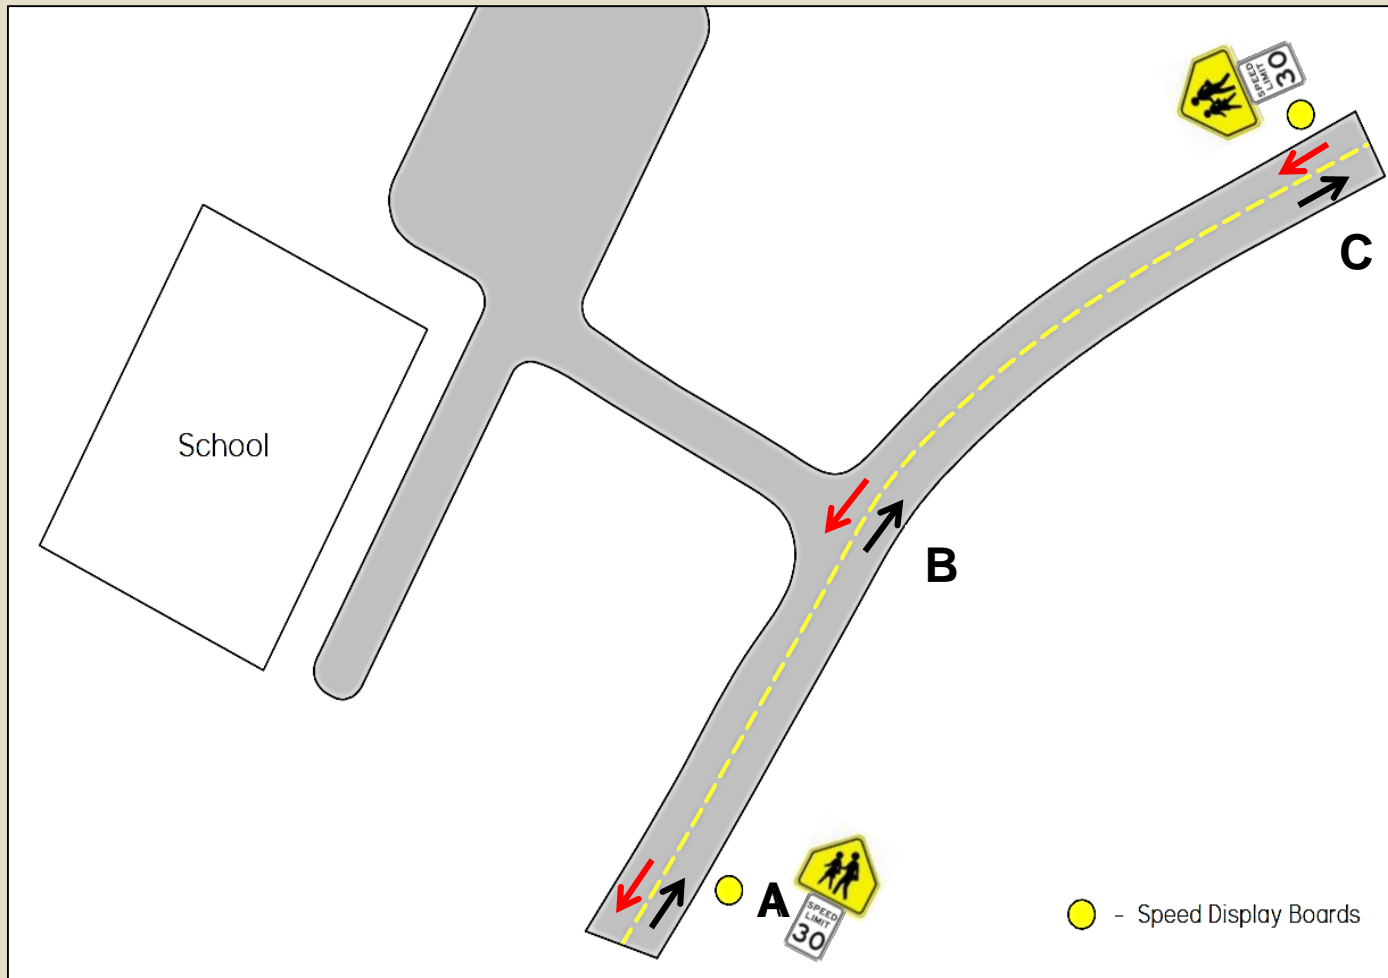 SPEED
LIMIT
30
C
School
B
A
SPEED
LIMIT
30
- Speed Display Boards